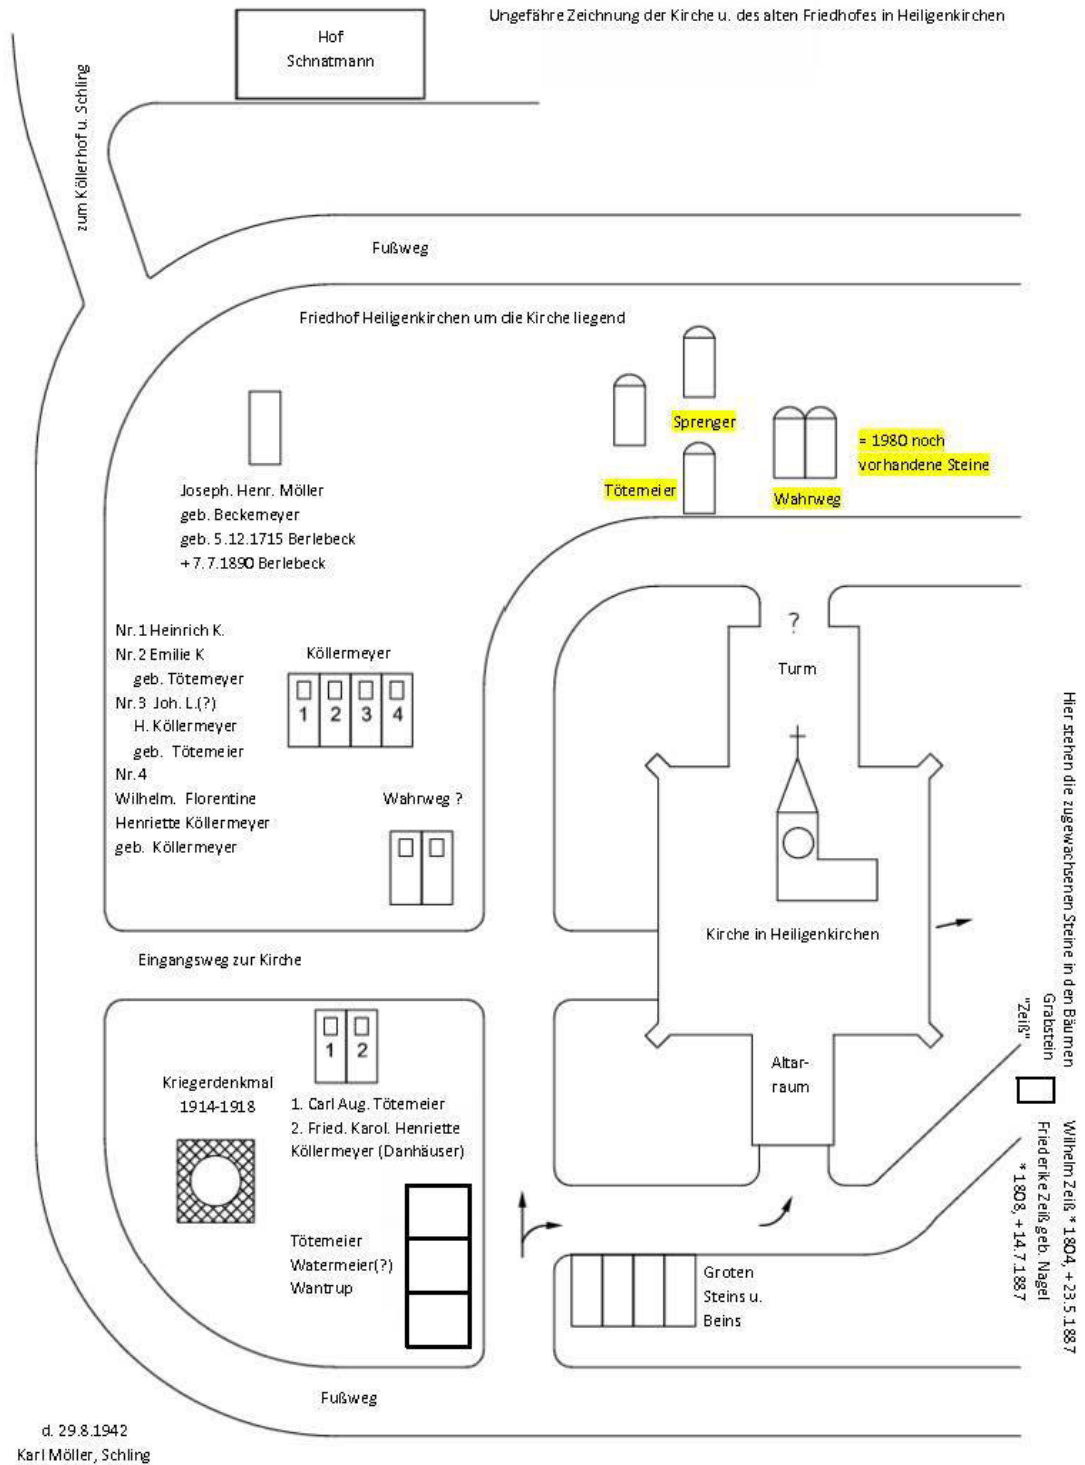 Ungefähre Zeichnung der Kirche u. des alten Friedhofes in Heiligenkirchen
Hof
Schnatmann
zum Köllerhof u. Schling
Fußweg
Friedhof Heiligenkirchen um die Kirche liegend
Sprenger
Tötemeier
Wahrweg
= 1980 noch
vorhandene Steine
Joseph. Henr. Möller
geb. Beckemeyer
geb. 5.12.1715 Berlebeck
+7.7.1890 Berlebeck
Nr.1 Heinrich K.
Nr.2 Emilie K
geb. Tötemeyer
Nr.3 Joh. L.(?)
H. Köllermeyer
geb. Tötemeier
Nr.4
Wilhelm. Florentine
Henriette Köllermeyer
geb. Köllermeyer
Köllermeyer
1 2 3 4
Wahrweg ?
?
Turm
Kirche in Heiligenkirchen
Altar-
raum
Hier stehen die zugewachsenen Steine in den Bäumen
Grabstein
"Zeiß"
Wilhelm Zeiß * 1804, + 23.5.1887
Friederike Zeiß geb. Nagel
* 1808, + 14.7.1887
Eingangsweg zur Kirche
1 2
Kriegerdenkmal
1914-1918
1. Carl Aug. Tötemeier
2. Fried. Karol. Henriette
Köllermeyer (Danhäuser)
Tötemeier
Watermeier(?)
Wantrup
Groten
Steins u.
Beins
Fußweg
d. 29.8.1942
Karl Möller, Schling